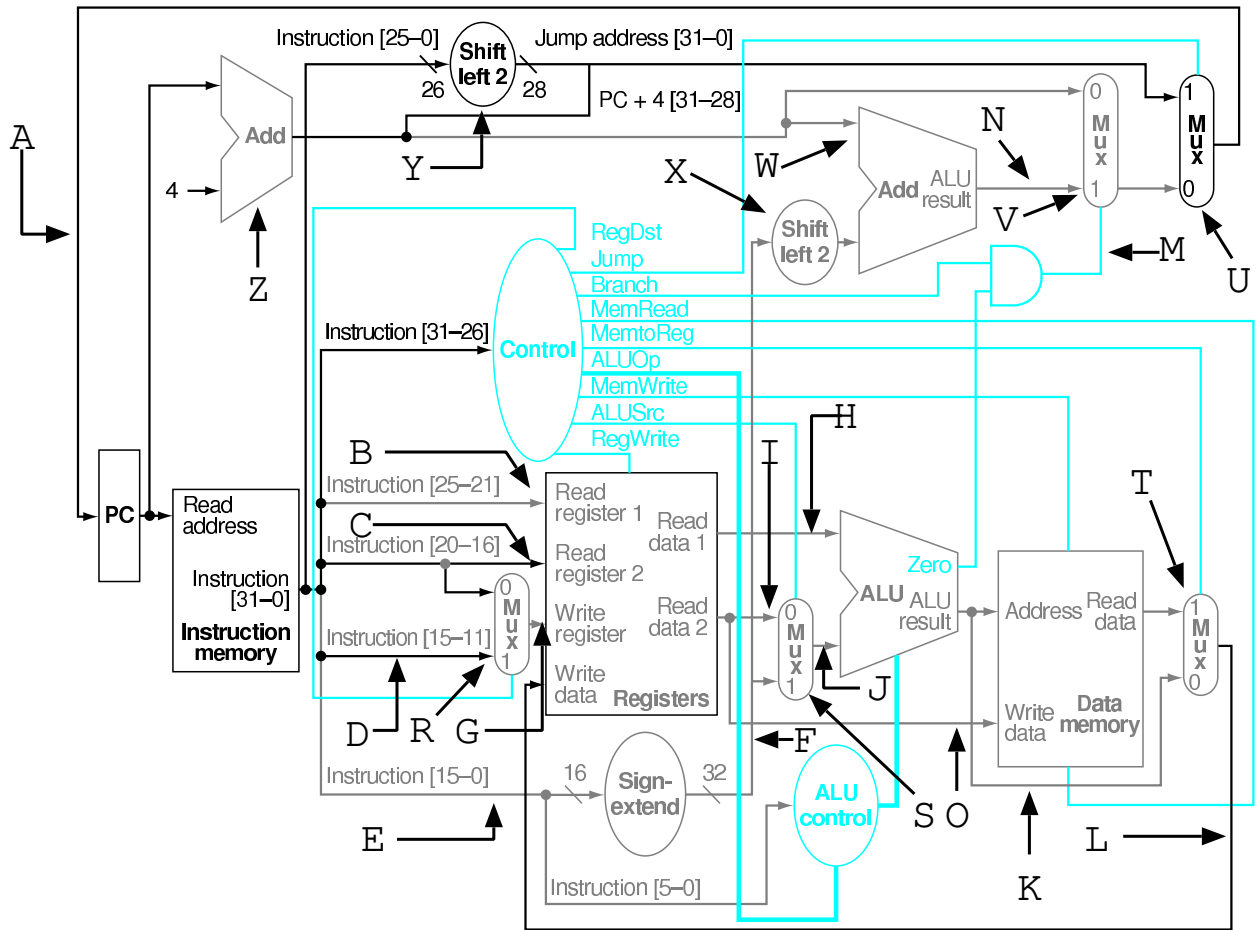 Instruction [25–0]
Shift
left 2
Jump address [31–0]
26
28
PC + 4 [31–28]
A
Add
4
Y
Z
X
W
N
V
M
U
Shift
left 2
Add
ALU
result
0
Mux
1
1
Mux
0
RegDst
Jump
Branch
MemRead
MemtoReg
ALUOp
MemWrite
ALUSrc
RegWrite
Instruction [31–26]
Control
B
H
I
T
PC
Read
address
Instruction
[31–0]
Instruction
memory
Instruction [25–21]
C
Instruction [20–16]
Instruction [15–11]
0
Mux
1
Read
register 1
Read
register 2
Write
register
Write
data
Read
data 1
Read
data 2
Registers
0
Mux
1
Zero
ALU
ALU
result
Address
Read
data
Write
data
Data
memory
1
Mux
0
D
R
G
J
F
Instruction [15–0]
16
Sign-
extend
32
ALU
control
E
S
O
L
K
Instruction [5–0]